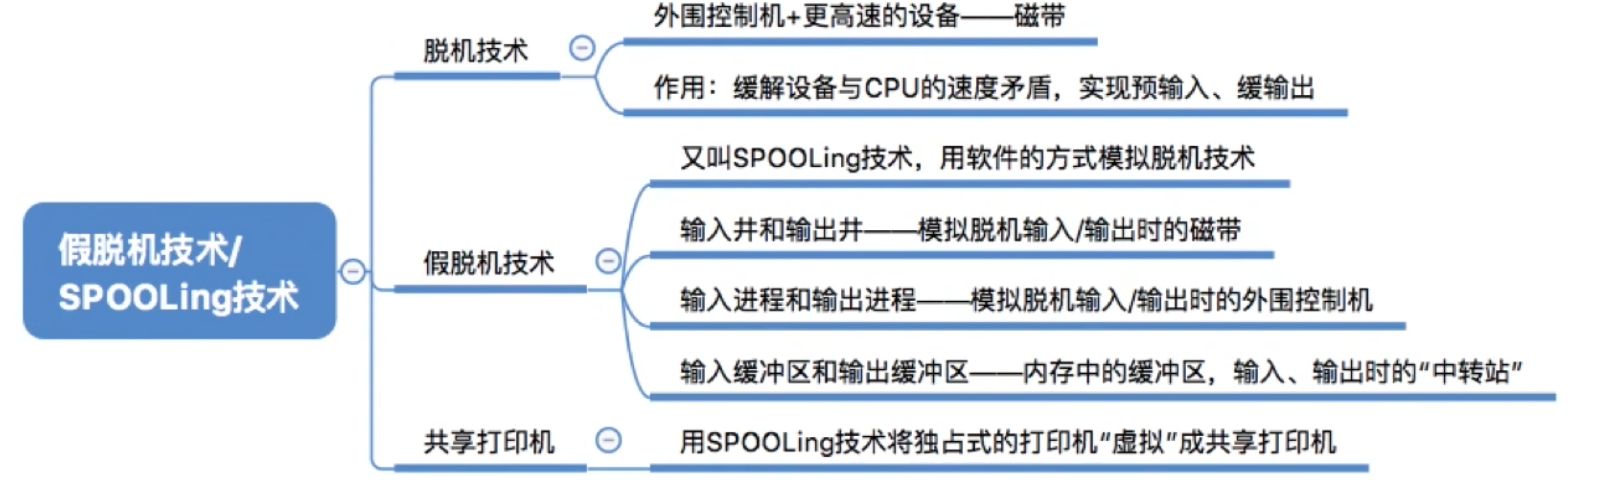 外围控制机+更高速的设备——磁带
脱机技术
作用：缓解设备与CPU的速度矛盾，实现预输入、缓输出
又叫SPOOLing技术，用软件的方式模拟脱机技术
输入井和输出井——模拟脱机输入/输出时的磁带
假脱机技术/
SPOOLing技术
假脱机技术
输入进程和输出进程——模拟脱机输入/输出时的外围控制机
输入缓冲区和输出缓冲区——内存中的缓冲区，输入、输出时的“中转站”
共享打印机
用SPOOLing技术将独占式的打印机“虚拟”成共享打印机